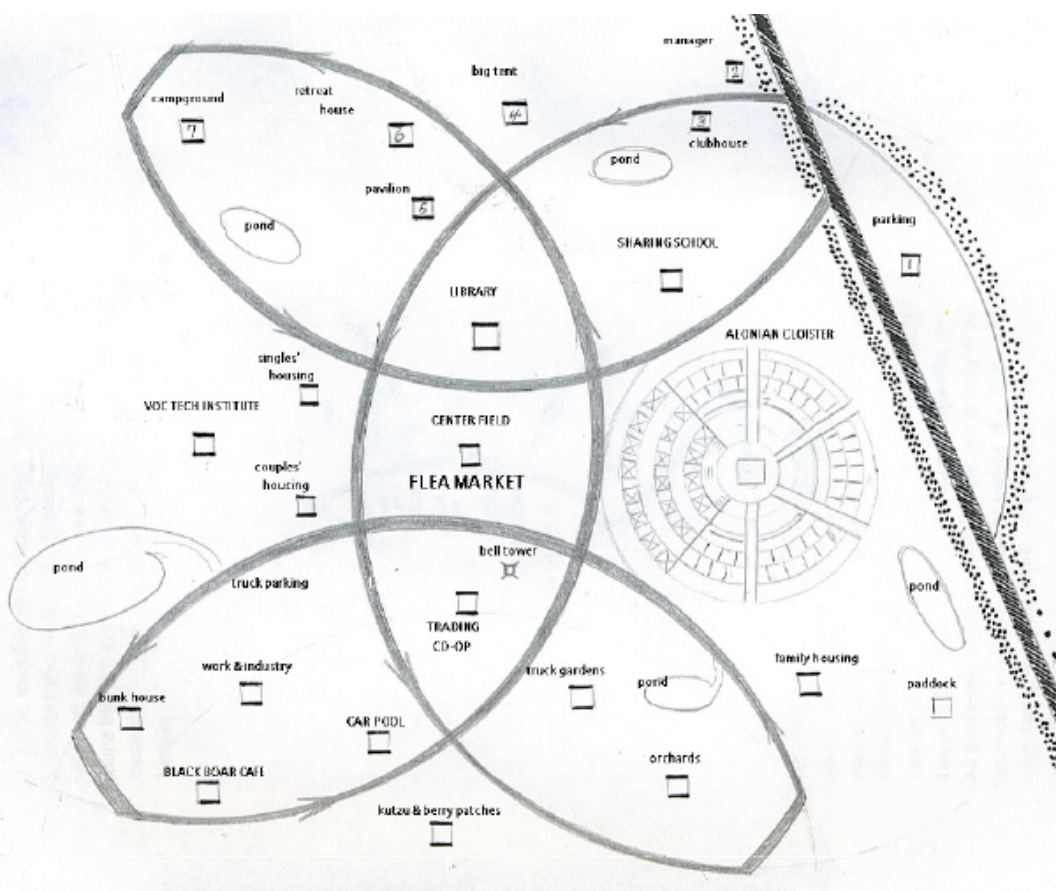 manager
2
big tent
4
campground
7
retreat
house
6
3
clubhouse
pond
pavilion
5
pond
parking
1
SHARING SCHOOL
LIBRARY
AEONIAN CLOISTER
singles'
housing
VOC TECH INSTITUTE
CENTER FIELD
FLEA MARKET
couples'
housing
bell tower
pond
truck parking
pond
TRADING
CO-OP
work & industry
truck gardens
family housing
pond
paddock
bunk house
CAR POOL
orchards
BLACK BOAR CAFE
kutzu & berry patches